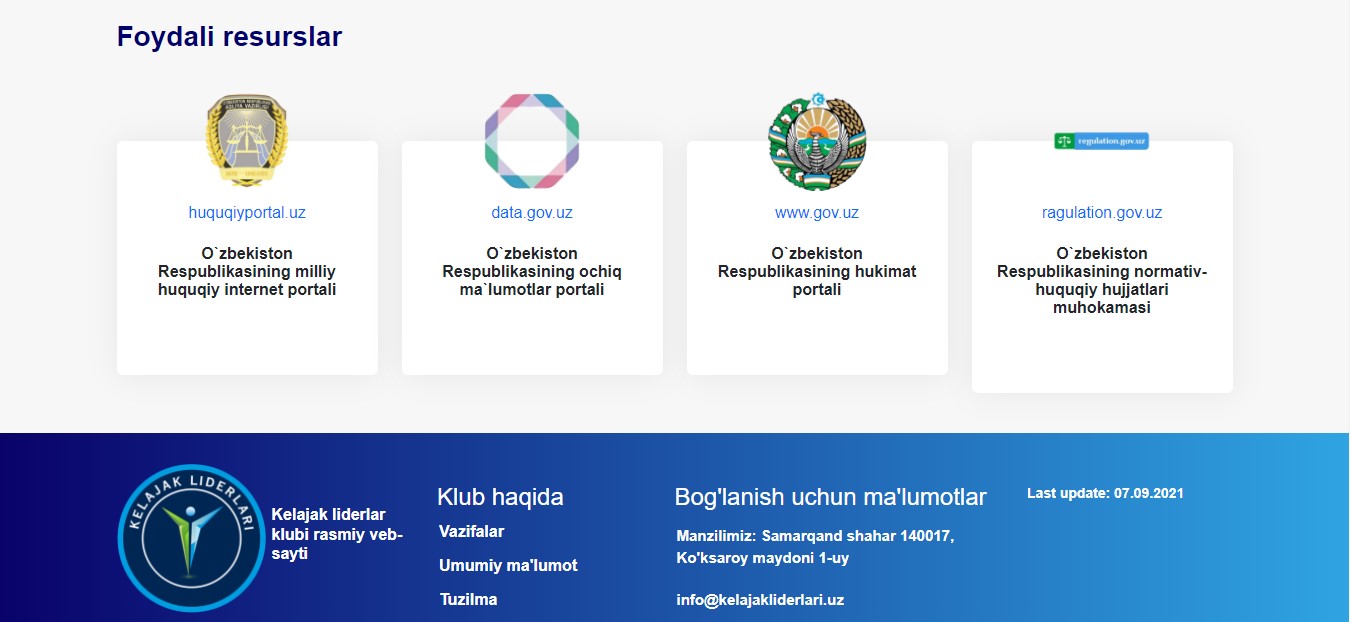 Foydali resurslar
ADLIYA VAZIRLIGI
regulation.gov.uz
huquqiyportal.uz
data.gov.uz
www.gov.uz
ragulation.gov.uz
O`zbekiston
Respublikasining milliy
huquqiy internet portali
O`zbekiston
Respublikasining ochiq
ma`lumotlar portali
O`zbekiston
Respublikasining hukimat
portali
O`zbekiston
Respublikasining normativ-
huquqiy hujjatlari
muhokamasi
KELAJAK LIDERLARI
Kelajak liderlar
klubi rasmiy veb-
sayti
Klub haqida
Vazifalar
Umumiy ma'lumot
Tuzilma
Bog'lanish uchun ma'lumotlar
Manzilimiz: Samarqand shahar 140017,
Ko'ksaroy maydoni 1-uy
info@kelajakliderlari.uz
Last update: 07.09.2021